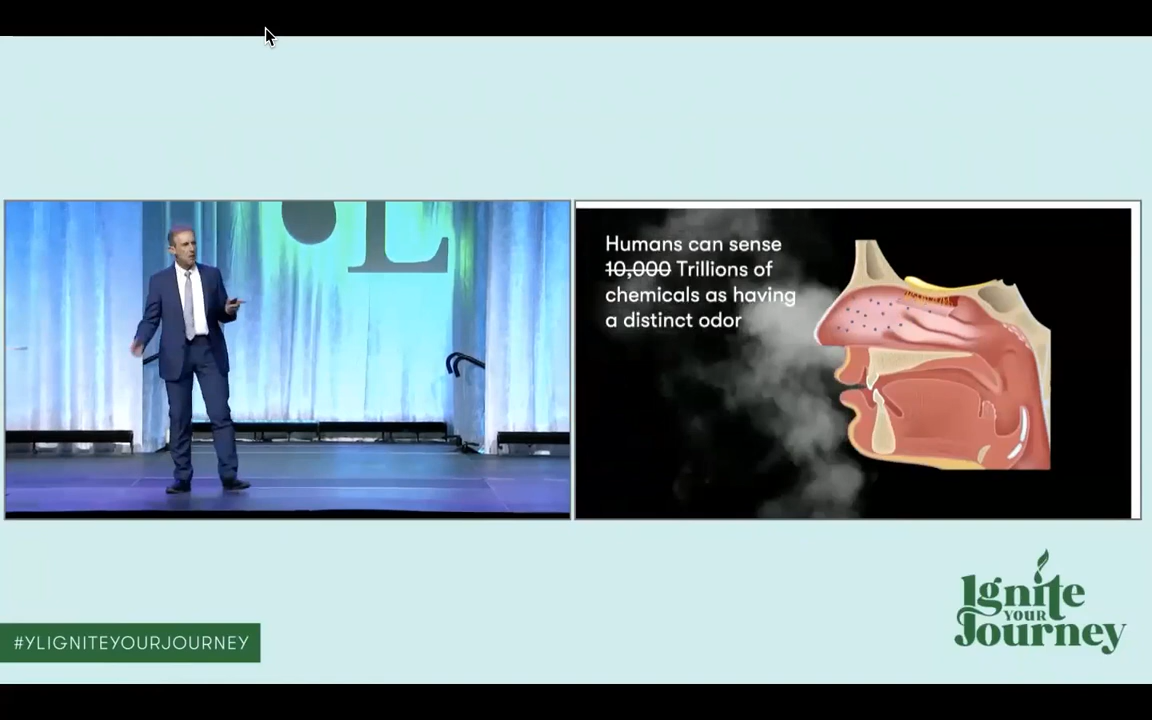 Humans can sense
10,000 Trillions of
chemicals as having
a distinct odor
#YLIGNITEYOURJOURNEY
Ignite
YOUR
Journey